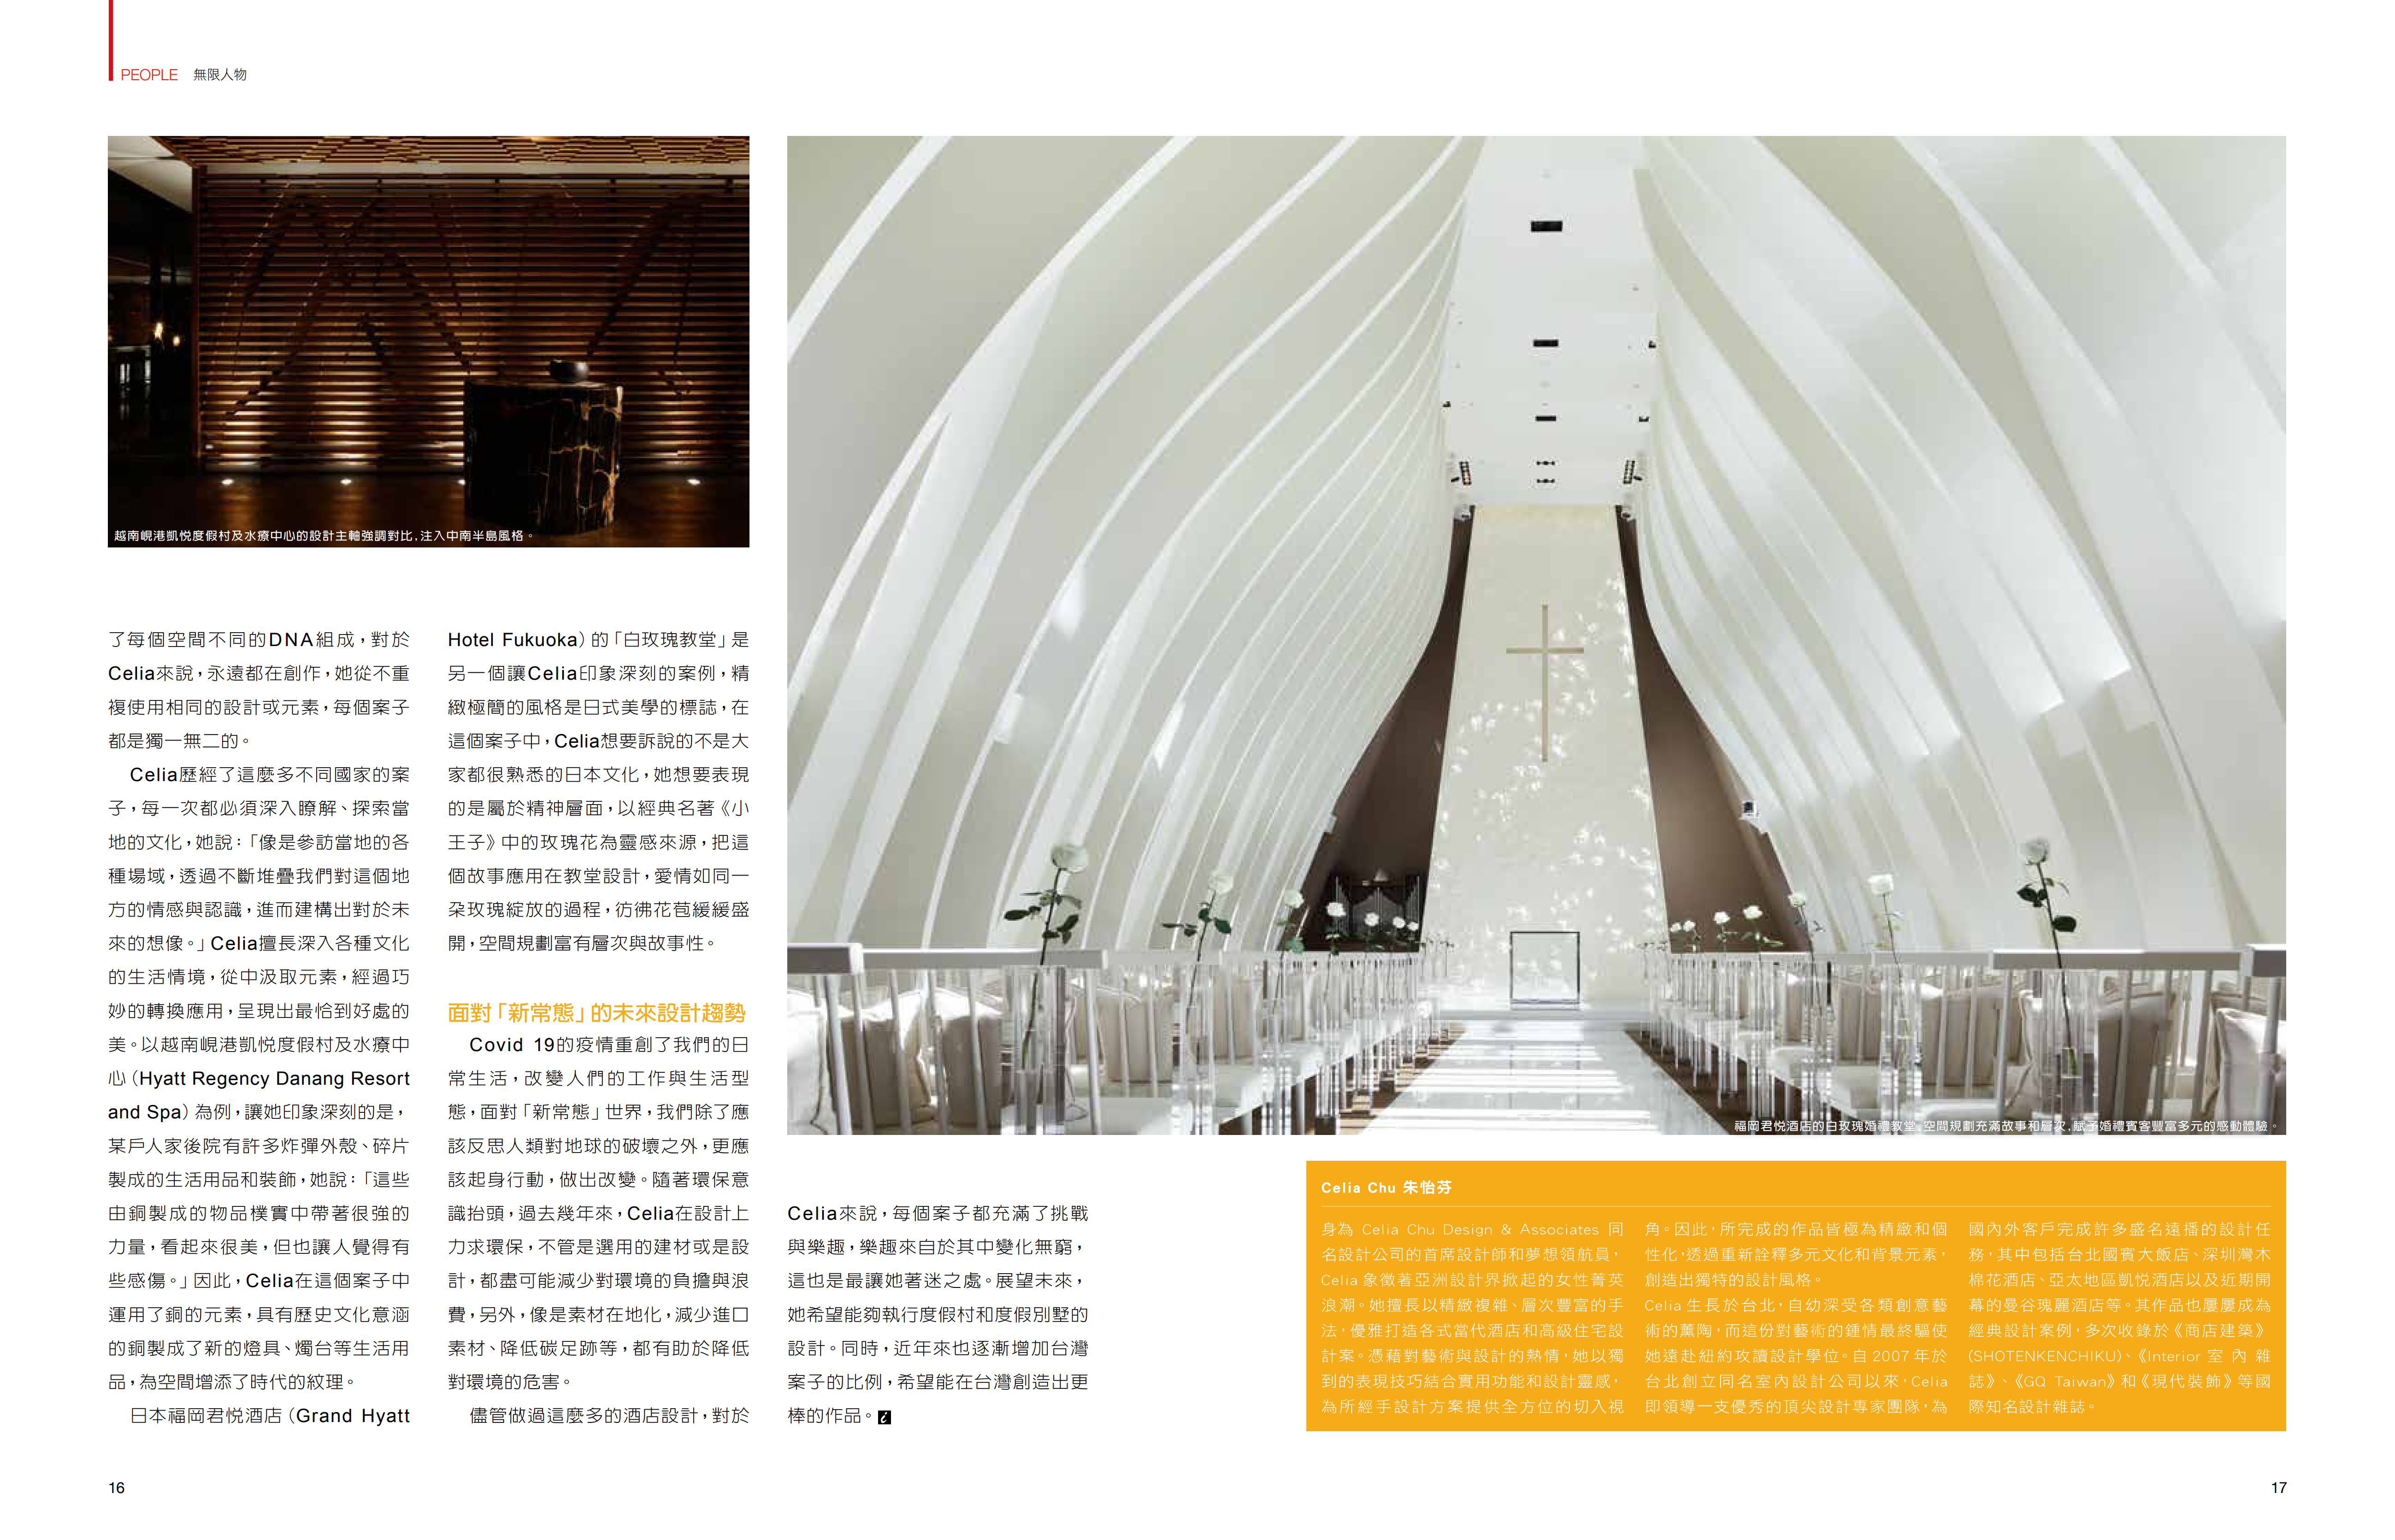 PEOPLE 無限人物
越南峴港凱悅度假村及水療中心的設計主軸強調對比，注入中南半島風格。
了每個空間不同的DNA組成，對於
Celia來說，永遠都在創作，她從不重
複使用相同的設計或元素，每個案子
都是獨一無二的。
Celia歷經了這麼多不同國家的案
子，每一次都必須深入瞭解、探索當
地的文化，她說：「像是參訪當地的各
種場域，透過不斷堆疊我們對這個地
方的情感與認識，進而建構出對於未
來的想像。」Celia擅長深入各種文化
的生活情境，從中汲取元素，經過巧
妙的轉換應用，呈現出最恰到好處的
美。以越南峴港凱悅度假村及水療中
心（Hyatt Regency Danang Resort
and Spa）為例，讓她印象深刻的是，
某戶人家後院有許多炸彈外殼、碎片
製成的生活用品和裝飾，她說：「這些
由銅製成的物品樸實中帶著很強的
力量，看起來很美，但也讓人覺得有
些感傷。」因此，Celia在這個案子中
運用了銅的元素，具有歷史文化意涵
的銅製成了新的燈具、燭台等生活用
品，為空間增添了時代的紋理。
日本福岡君悅酒店（Grand Hyatt
Hotel Fukuoka）的「白玫瑰教堂」是
另一個讓Celia印象深刻的案例，精
緻極簡的風格是日式美學的標誌，在
這個案子中，Celia想要訴說的不是大
家都很熟悉的日本文化，她想要表現
的是屬於精神層面，以經典名著《小
王子》中的玫瑰花為靈感來源，把這
個故事應用在教堂設計，愛情如同一
朵玫瑰綻放的過程，彷彿花苞緩緩盛
開，空間規劃富有層次與故事性。
面對「新常態」的未來設計趨勢
Covid 19的疫情重創了我們的日
常生活，改變人們的工作與生活型
態，面對「新常態」世界，我們除了應
該反思人類對地球的破壞之外，更應
該起身行動，做出改變。隨著環保意
識抬頭，過去幾年來，Celia在設計上
力求環保，不管是選用的建材或是設
計，都盡可能減少對環境的負擔與浪
費，另外，像是素材在地化，減少進口
素材、降低碳足跡等，都有助於降低
對環境的危害。
儘管做過這麼多的酒店設計，對於
福岡君悅酒店的白玫瑰婚禮教堂，空間規劃充滿故事和層次，賦予婚禮賓客豐富多元的感動體驗。
Celia來說，每個案子都充滿了挑戰
與樂趣，樂趣來自於其中變化無窮，
這也是最讓她著迷之處。展望未來，
她希望能夠執行度假村和度假別墅的
設計。同時，近年來也逐漸增加台灣
案子的比例，希望能在台灣創造出更
棒的作品。i
Celia Chu 朱怡芬
身為 Celia Chu Design & Associates 同
名設計公司的首席設計師和夢想領航員，
Celia 象徵著亞洲設計界掀起的女性菁英
浪潮。她擅長以精緻複雜、層次豐富的手
法，優雅打造各式當代酒店和高級住宅設
計案。憑藉對藝術與設計的熱情，她以獨
到的表現技巧結合實用功能和設計靈感，
為所經手設計方案提供全方位的切入視
角。因此，所完成的作品皆極為精緻和個
性化，透過重新詮釋多元文化和背景元素，
創造出獨特的設計風格。
Celia 生長於台北，自幼深受各類創意藝
術的薰陶，而這份對藝術的鍾情最終驅使
她遠赴紐約攻讀設計學位。自 2007 年於
台北創立同名室內設計公司以來，Celia
即領導一支優秀的頂尖設計專家團隊，為
國內外客戶完成許多盛名遠播的設計任
務，其中包括台北國賓大飯店、深圳灣木
棉花酒店、亞太地區凱悅酒店以及近期開
幕的曼谷瑰麗酒店等。其作品也屢屢成為
經典設計案例，多次收錄於《商店建築》
(SHOTENKENCHIKU)、《Interior 室內雜
誌》、《GQ Taiwan》和《現代裝飾》等國
際知名設計雜誌。
16
17